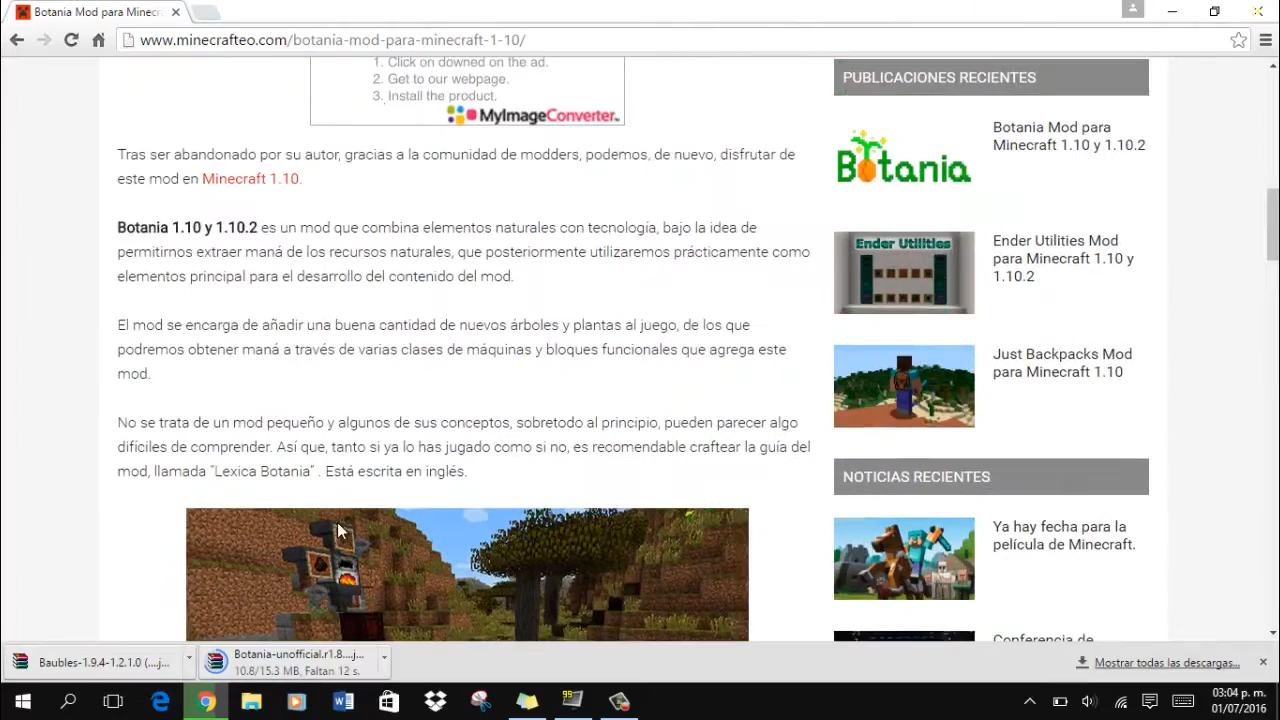 Botania Mod para Minecr
www.minecrafteo.com/botania-mod-para-minecraft-1-10/
1. Click on downed on the ad.
2. Get to our webpage.
3. Install the product.
MyImageConverter
Tras ser abandonado por su autor, gracias a la comunidad de modders, podemos, de nuevo, disfrutar de
este mod en Minecraft 1.10.
Botania 1.10 y 1.10.2 es un mod que combina elementos naturales con tecnología, bajo la idea de
permitirnos extraer maná de los recursos naturales, que posteriormente utilizaremos prácticamente como
elementos principal para el desarrollo del contenido del mod.
El mod se encarga de añadir una buena cantidad de nuevos árboles y plantas al juego, de los que
podremos obtener maná a través de varias clases de máquinas y bloques funcionales que agrega este
mod.
No se trata de un mod pequeño y algunos de sus conceptos, sobretodo al principio, pueden parecer algo
difíciles de comprender. Así que, tanto si ya lo has jugado como si no, es recomendable craftear la guía del
mod, llamada “Lexica Botania” . Está escrita en inglés.
PUBLICACIONES RECIENTES
Botania
Botania Mod para
Minecraft 1.10 y 1.10.2
Ender Utilities
Ender Utilities Mod
para Minecraft 1.10 y
1.10.2
Just Backpacks Mod
para Minecraft 1.10
NOTICIAS RECIENTES
Ya hay fecha para la
película de Minecraft.
Conferencia de
Baubles-1.9.4-1.2.1.0 (....j...
Botania-unofficial.r1.8....j...
10.8/15.3 MB, Faltan 12 s.
Mostrar todas las descargas...
99
03:04 p. m.
01/07/2016